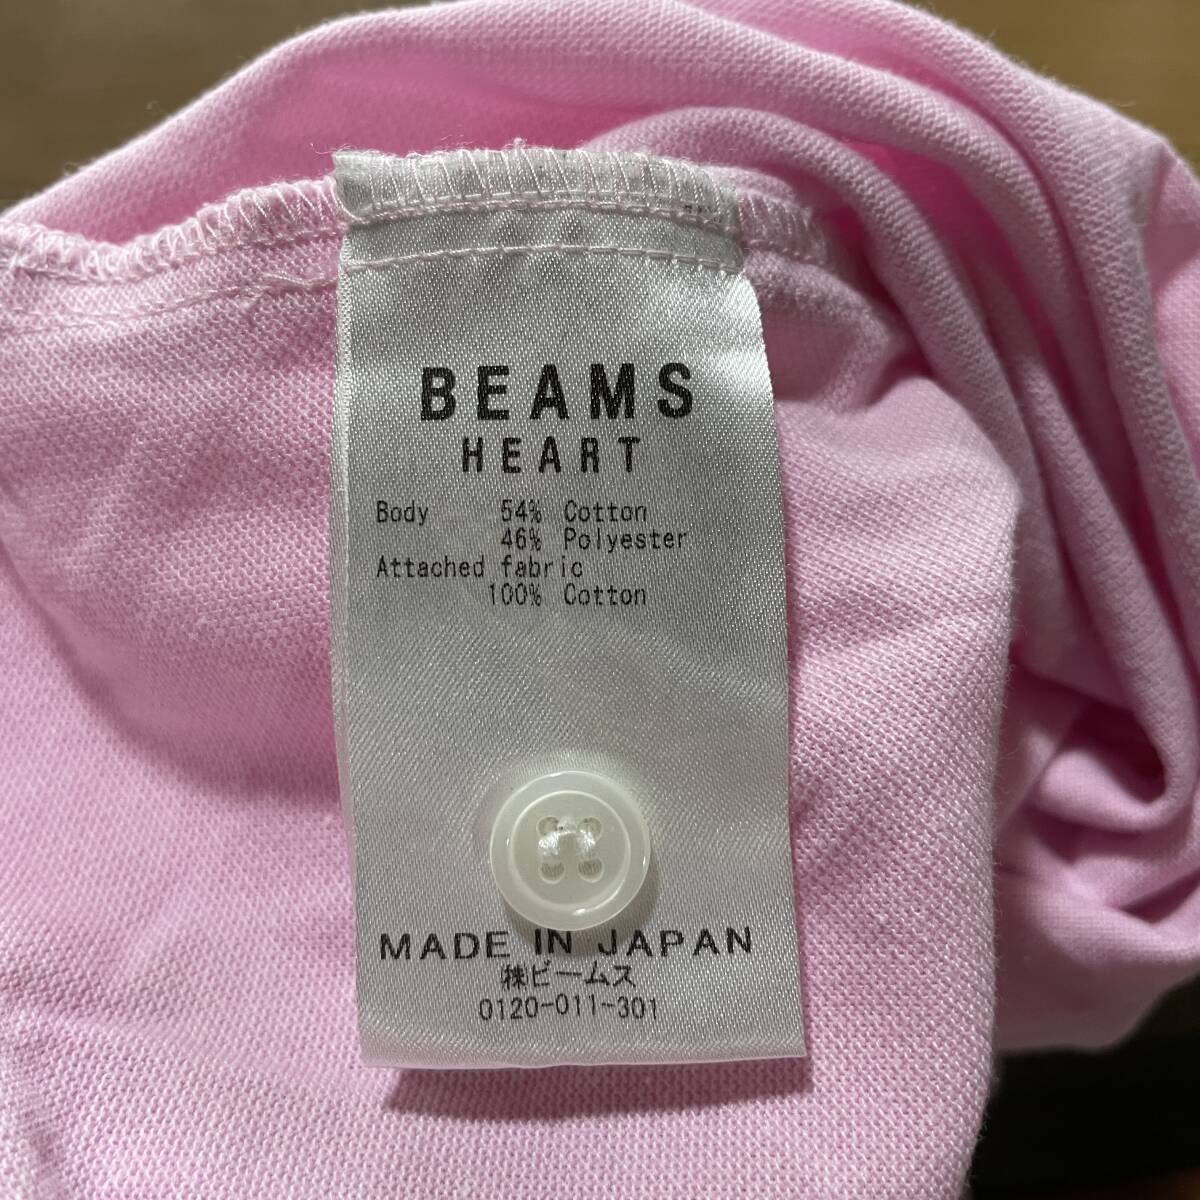 BEAMS
HEART
Body 54% Cotton
46% Polyester
Attached fabric
100% Cotton
MADE IN JAPAN
㈱ビームス
0120-011-301